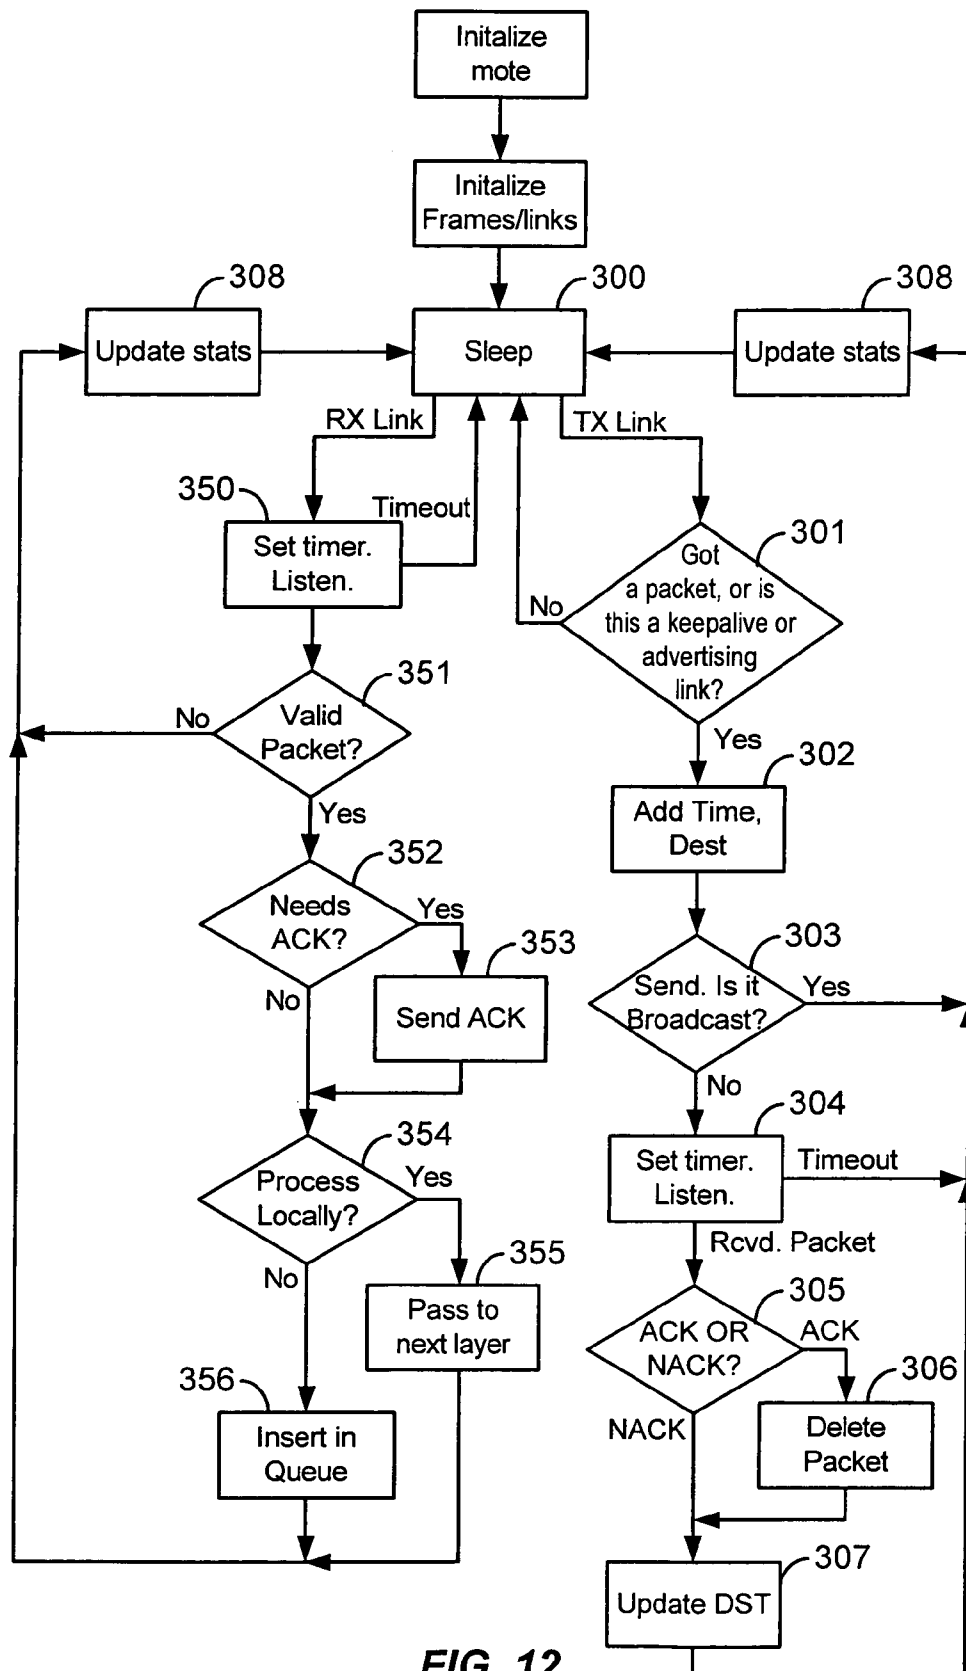 Initalize
mote
Initalize
Frames/links
308
300
308
Update stats
Sleep
Update stats
RX Link
TX Link
350
Timeout
Set timer.
Listen.
301
Got
a packet, or is
this a keepalive or
advertising
link?
No
351
Valid
Packet?
No
Yes
Yes
302
Add Time,
Dest
352
Needs
ACK?
Yes
No
353
Send ACK
303
Send. Is it
Broadcast?
Yes
No
304
Set timer.
Listen.
Timeout
Rcvd. Packet
354
Process
Locally?
Yes
No
355
Pass to
next layer
305
ACK OR
NACK?
ACK
NACK
306
Delete
Packet
356
Insert in
Queue
307
Update DST
FIG. 12